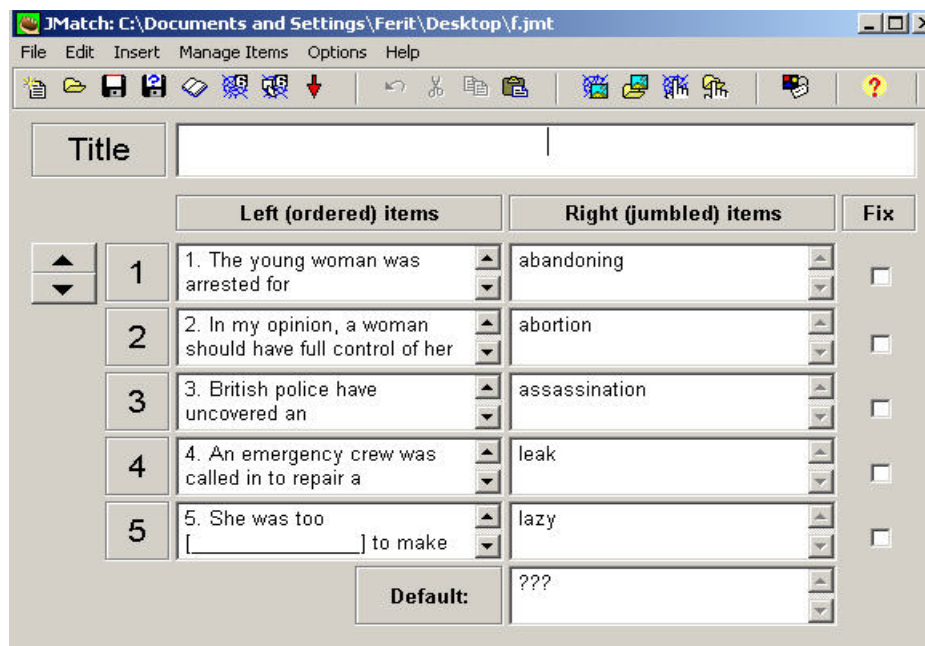 JMatch: C:\Documents and Settings\Ferit\Desktop\f.jmt
File Edit Insert Manage Items Options Help
Title
Left (ordered) items Right (jumbled) items Fix
1 1. The young woman was arrested for abandoning
2 2. In my opinion, a woman should have full control of her abortion
3 3. British police have uncovered an assassination
4 4. An emergency crew was called in to repair a leak
5 5. She was too [________________] to make lazy
Default: ???